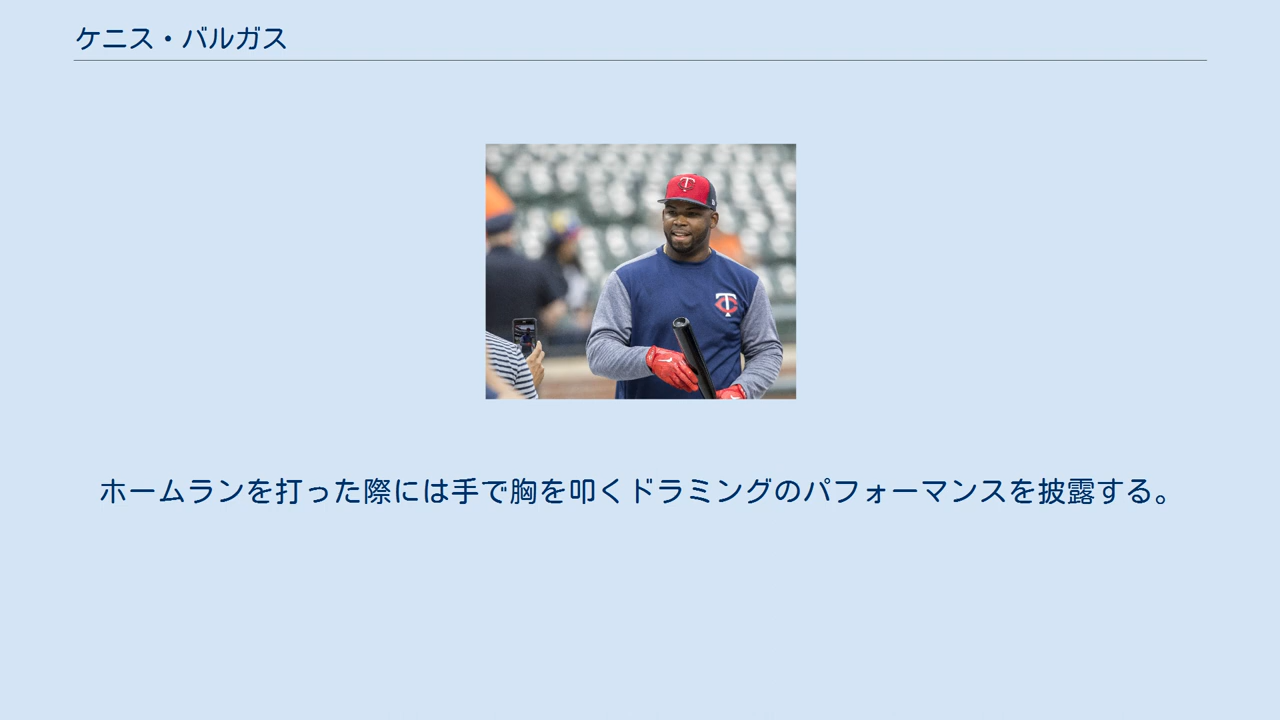 ケニス・バルガス
ホームランを打った際には手で胸を叩くドラミングのパフォーマンスを披露する。